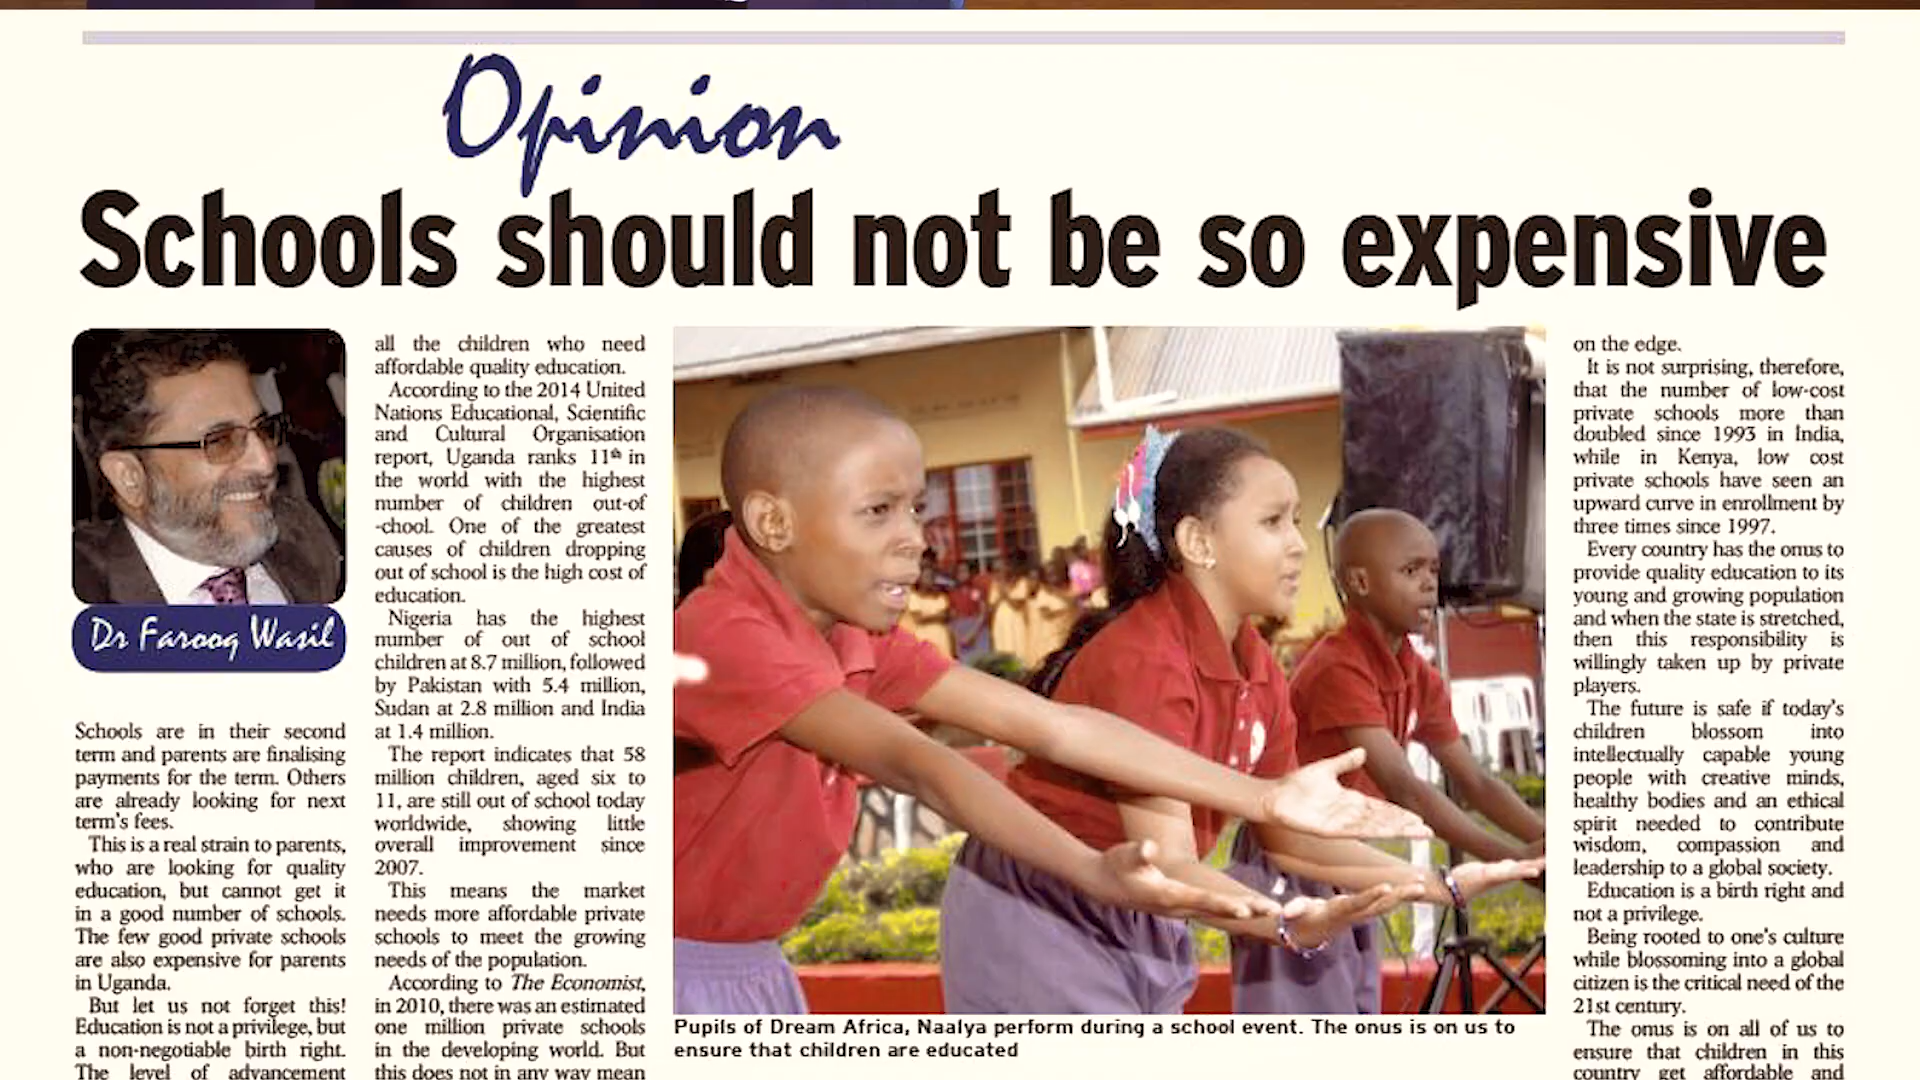 Opinion
Schools should not be so expensive
Dr Farooq Wasil
Schools are in their second
term and parents are finalising
payments for the term. Others
are already looking for next
term's fees.
This is a real strain to parents,
who are looking for quality
education, but cannot get it
in a good number of schools.
The few good private schools
are also expensive for parents
in Uganda.
But let us not forget this!
Education is not a privilege, but
a non-negotiable birth right.
The level of advancement
all the children who need
affordable quality education.
According to the 2014 United
Nations Educational, Scientific
and Cultural Organisation
report, Uganda ranks 11th in
the world with the highest
number of children out-of
-chool. One of the greatest
causes of children dropping
out of school is the high cost of
education.
Nigeria has the highest
number of out of school
children at 8.7 million, followed
by Pakistan with 5.4 million,
Sudan at 2.8 million and India
at 1.4 million.
The report indicates that 58
million children, aged six to
11, are still out of school today
worldwide, showing little
overall improvement since
2007.
This means the market
needs more affordable private
schools to meet the growing
needs of the population.
According to The Economist,
in 2010, there was an estimated
one million private schools
in the developing world. But
this does not in any way mean
Pupils of Dream Africa, Naalya perform during a school event. The onus is on us to
ensure that children are educated
on the edge.
It is not surprising, therefore,
that the number of low-cost
private schools more than
doubled since 1993 in India,
while in Kenya, low cost
private schools have seen an
upward curve in enrollment by
three times since 1997.
Every country has the onus to
provide quality education to its
young and growing population
and when the state is stretched,
then this responsibility is
willingly taken up by private
players.
The future is safe if today's
children blossom into
intellectually capable young
people with creative minds,
healthy bodies and an ethical
spirit needed to contribute
wisdom, compassion and
leadership to a global society.
Education is a birth right and
not a privilege.
Being rooted to one's culture
while blossoming into a global
citizen is the critical need of the
21st century.
The onus is on all of us to
ensure that children in this
country get affordable and